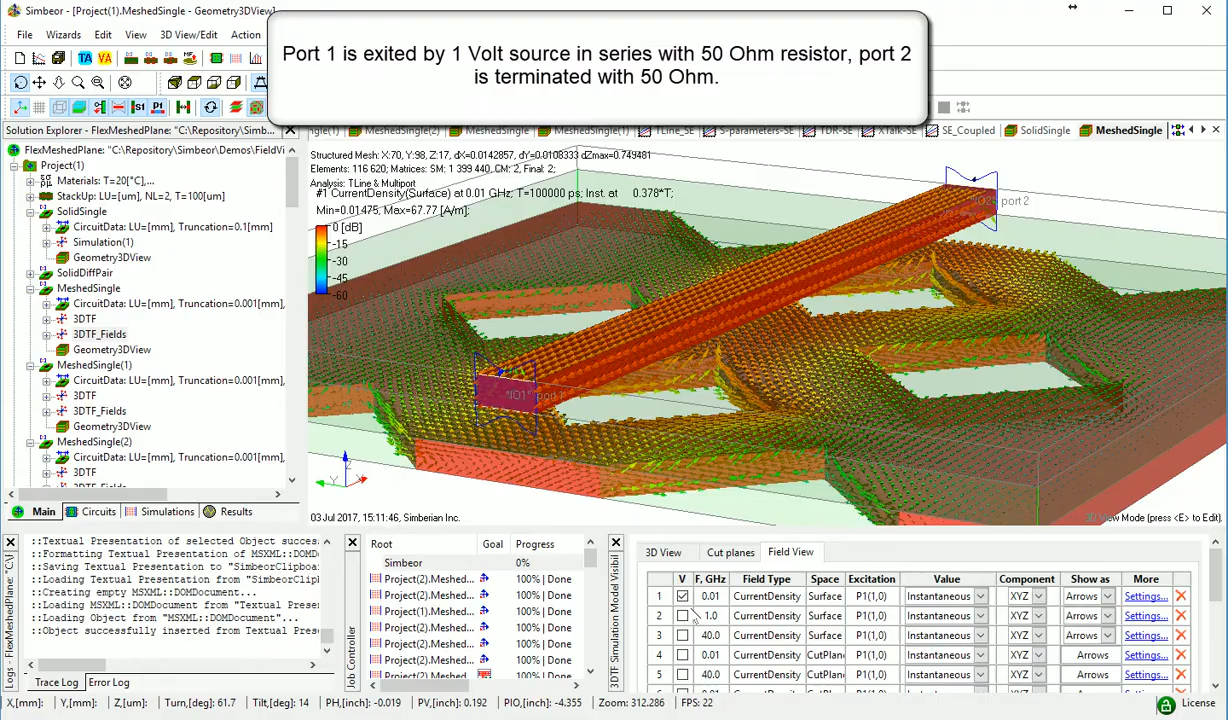 Simbeor - [Project(1).MeshedSingle - Geometry3DView]
File Wizards Edit View 3D View/Edit Action
Port 1 is exited by 1 Volt source in series with 50 Ohm resistor, port 2
is terminated with 50 Ohm.
Solution Explorer - FlexMeshedPlane: "C:\Repository\Simb...
FlexMeshedPlane: "C:\Repository\Simbeor\Demos\FieldVi
Project(1)
Materials: T=20[°C],...
StackUp: LU=[um], NL=2, T=100[um]
SolidSingle
CircuitData: LU=[mm], Truncation=0.1[mm]
Simulation(1)
Geometry3DView
SolidDiffPair
MeshedSingle
CircuitData: LU=[mm], Truncation=0.001[mm],
3DTF
3DTF_Fields
Geometry3DView
MeshedSingle(1)
CircuitData: LU=[mm], Truncation=0.001[mm],
3DTF
3DTF_Fields
Geometry3DView
MeshedSingle(2)
CircuitData: LU=[mm], Truncation=0.001[mm],
3DTF
3DTF_Fields
Main Circuits Simulations Results
ngle(1) MeshedSingle(2) MeshedSingle MeshedSingle(1) TLine_SE S-parameters-SE TDR-SE XTalk-SE SE_Coupled SolidSingle MeshedSingle
Structured Mesh: X:70, Y:98, Z:17, dX=0.0142857, dY=0.0108333 dZmax=0.749481
Elements: 116 620; Matrices: SM: 1 399 440, CM: 2, Final: 2;
Analysis: TLine & Multiport
#1 CurrentDensity(Surface) at 0.01 GHz; T=100000 ps; Inst. at 0.378*T;
Min=0.01475, Max=67.77 [A/m];
0 [dB]
-15
-30
-45
-60
"IO2" port 2
"IO1" port 1
Z
Y X
03 Jul 2017, 15:11:46, Simberian Inc.
3D View Mode (press <E> to Edit).
Logs - FlexMeshedPlane: "C:\
::Textual Presentation of selected Object succes
::Formatting Textual Presentation of MSXML::DOMD
::Saving Textual Presentation to "SimbeorClipboa
::Loading Textual Presentation from "SimbeorClip
::Creating empty MSXML::DOMDocument...
::Loading MSXML::DOMDocument from "Textual Prese
::Loading Object from "MSXML::DOMDocument"...
::Object successfully inserted from Textual Pres
Trace Log Error Log
Job Controller
Root Goal Progress
Simbeor 0%
Project(2).Meshed... 100% | Done
Project(1).Meshed... 100% | Done
Project(2).Meshed... 100% | Done
Project(2).Meshed... 100% | Done
Project(1).Meshed... 100% | Done
Project(2).Meshed... 100% | Done
3DTF Simulation Model Visibil
3D View Cut planes Field View
V F, GHz Field Type Space Excitation Value Component Show as More
1 0.01 CurrentDensity Surface P1(1,0) Instantaneous XYZ Arrows Settings...
2 1.0 CurrentDensity Surface P1(1,0) Instantaneous XYZ Arrows Settings...
3 40.0 CurrentDensity Surface P1(1,0) Instantaneous XYZ Arrows Settings...
4 0.01 CurrentDensity CutPlane P1(1,0) Instantaneous XYZ Arrows Settings...
5 40.0 CurrentDensity CutPlane P1(1,0) Instantaneous XYZ Arrows Settings...
X,[mm]: Y,[mm]: Z,[um]: Turn,[deg]: 61.7 Tilt,[deg]: 14 PH,[inch]: -0.019 PV,[inch]: 0.192 PIO,[inch]: -4.355 Zoom: 312.286 FPS: 22 License